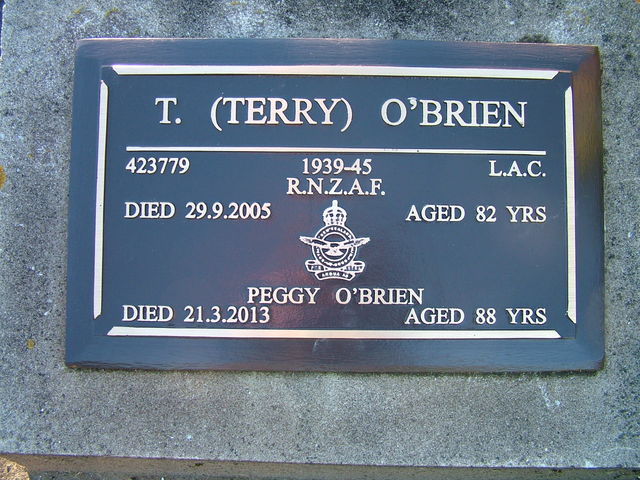 T. (TERRY) O'BRIEN
423779 1939-45 L.A.C.
R.N.Z.A.F.
DIED 29.9.2005 AGED 82 YRS
PEGGY O'BRIEN
DIED 21.3.2013 AGED 88 YRS